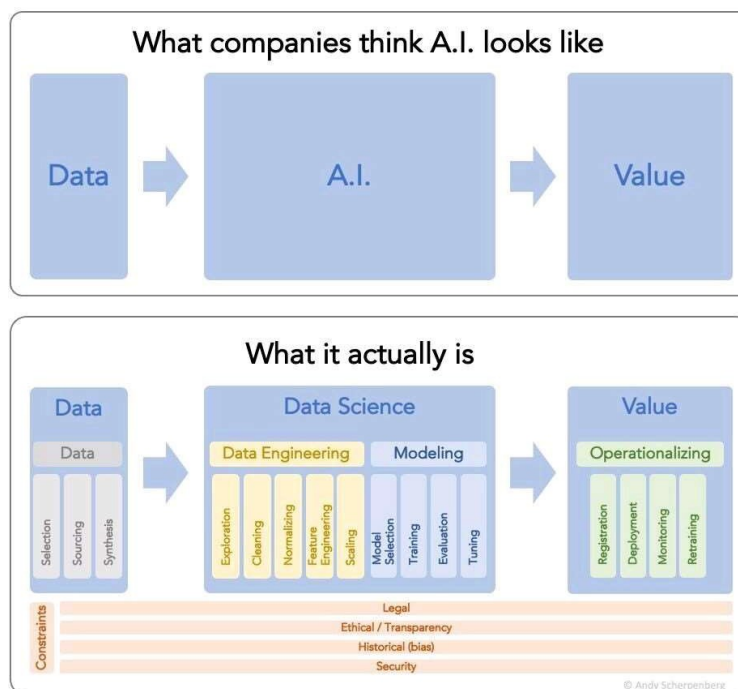 What companies think A.I. looks like
Data
A.I.
Value
What it actually is
Data
Data Science
Value
Data
Data Engineering
Modeling
Operationalizing
Selection
Sourcing
Synthesis
Exploration
Cleaning
Normalizing
Feature
Engineering
Scaling
Model
Selection
Training
Evaluation
Tuning
Registration
Deployment
Monitoring
Retraining
Constraints
Legal
Ethical / Transparency
Historical (bias)
Security
© Andy Scherpenberg